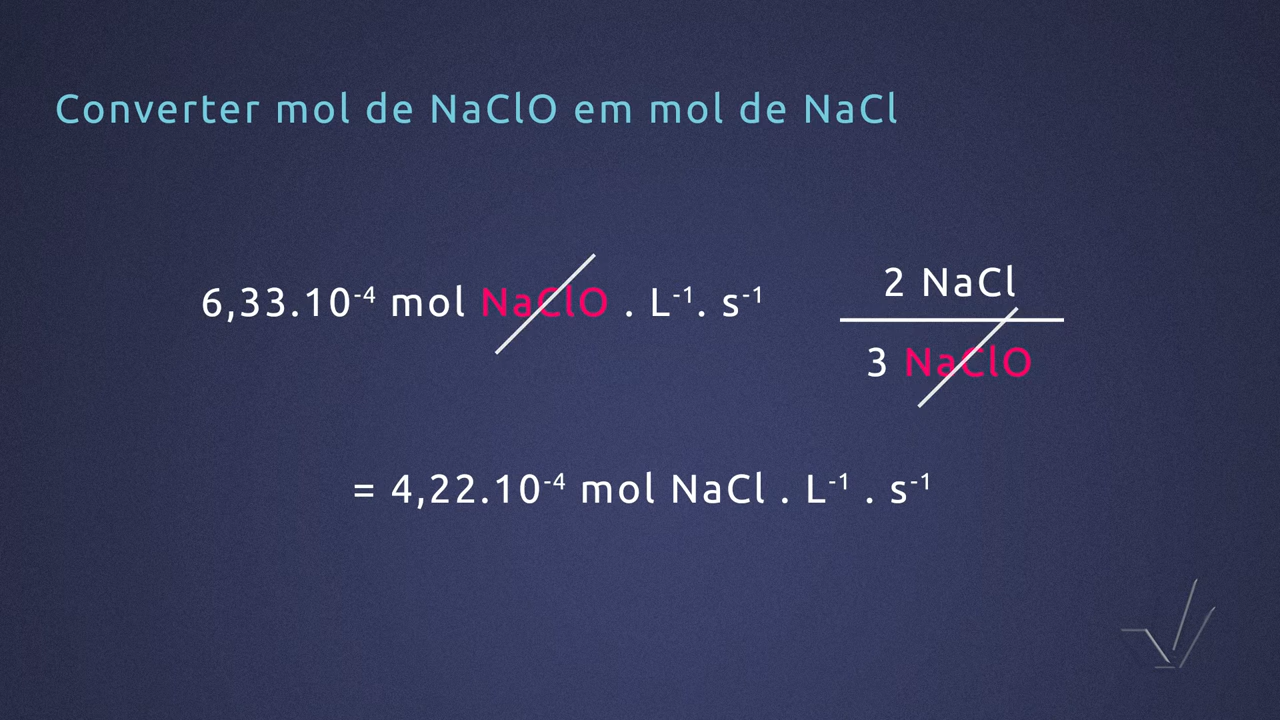 Converter mol de NaClO em mol de NaCl
6,33.10⁻⁴ mol NaClO . L⁻¹. s⁻¹
2 NaCl
3 NaClO
= 4,22.10⁻⁴ mol NaCl . L⁻¹ . s⁻¹